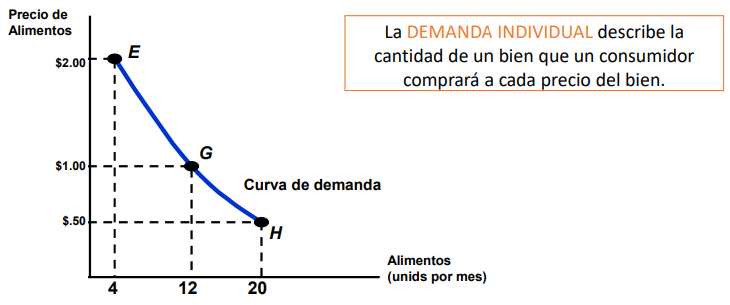 Precio de
Alimentos
La DEMANDA INDIVIDUAL describe la
cantidad de un bien que un consumidor
comprará a cada precio del bien.
E
$2.00
G
$1.00
Curva de demanda
$.50
H
Alimentos
(unids por mes)
4 12 20